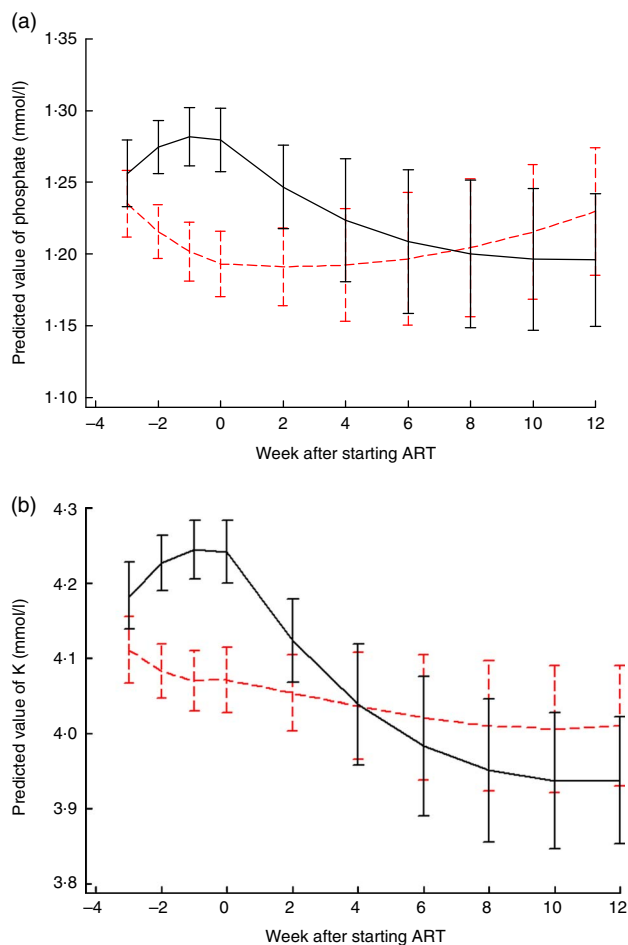 (a)
1·35
1·30
1·25
1·20
1·15
1·10
Predicted value of phosphate (mmol/l)
–4 –2 0 2 4 6 8 10 12
Week after starting ART
(b)
4·3
4·2
4·1
4·0
3·9
3·8
Predicted value of K (mmol/l)
–4 –2 0 2 4 6 8 10 12
Week after starting ART